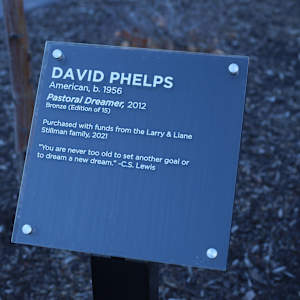 DAVID PHELPS
American, b. 1956
Pastoral Dreamer, 2012
Bronze (Edition of 15)
Purchased with funds from the Larry & Liane
Stillman family, 2021
"You are never too old to set another goal or
to dream a new dream." -C.S. Lewis